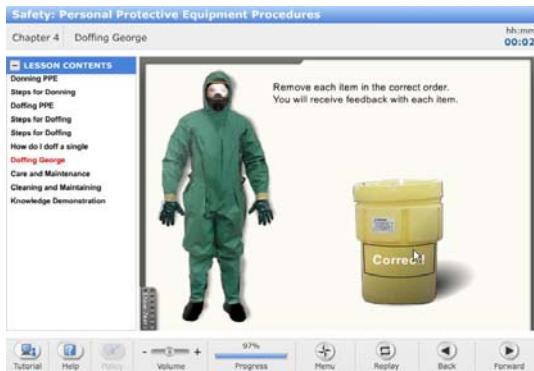 Safety: Personal Protective Equipment Procedures
Chapter 4 Doffing George
hh:mm
00:02
LESSON CONTENTS
Donning PPE
Steps for Donning
Doffing PPE
Steps for Doffing
Steps for Doffing
How do I doff a single
Doffing George
Care and Maintenance
Cleaning and Maintaining
Knowledge Demonstration
Remove each item in the correct order.
You will receive feedback with each item.
Correct!
97%
Tutorial Help Policy - + Volume Progress Menu Replay Back Forward